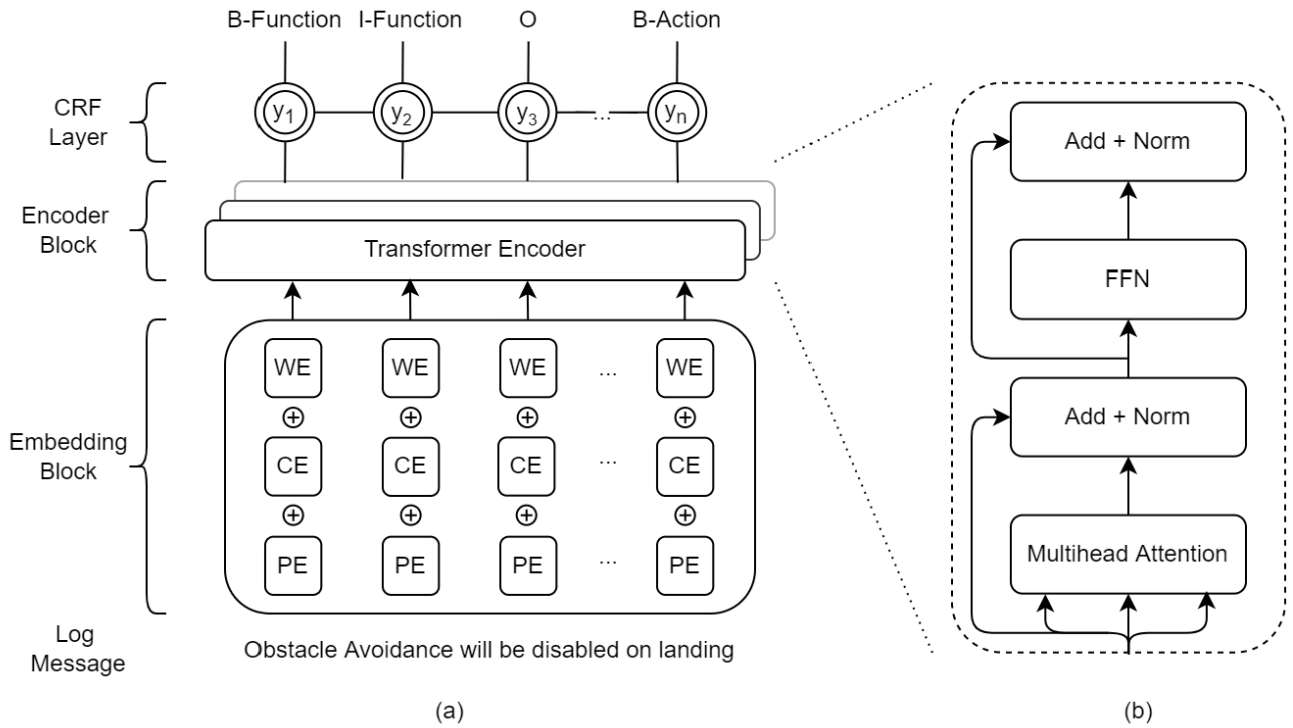 B-Function I-Function O B-Action
CRF
Layer
y1 y2 y3 ... yn
Add + Norm
Encoder
Block
Transformer Encoder
FFN
Embedding
Block
WE WE WE ... WE
CE CE CE ... CE
PE PE PE ... PE
Add + Norm
Multihead Attention
Log
Message
Obstacle Avoidance will be disabled on landing
(a)
(b)